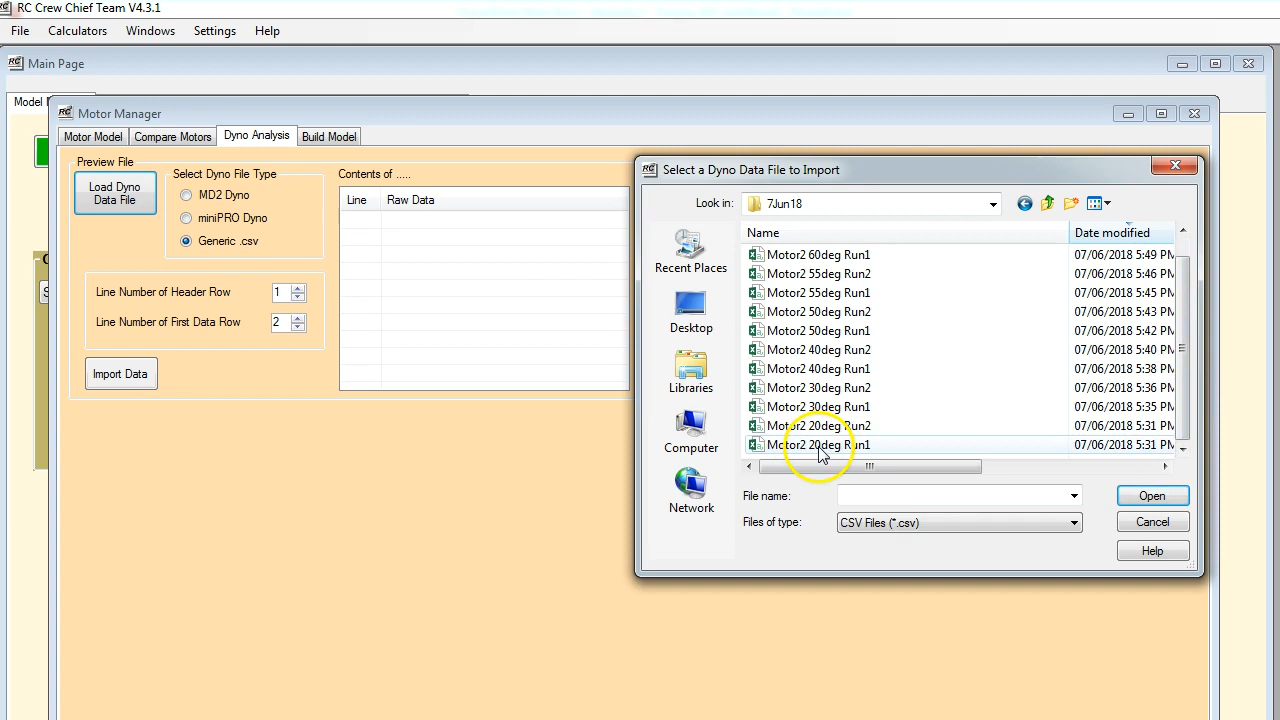 RC Crew Chief Team V4.3.1
File Calculators Windows Settings Help
Main Page
Model
Motor Manager
Motor Model Compare Motors Dyno Analysis Build Model
Preview File
Load Dyno
Data File
Select Dyno File Type
MD2 Dyno
miniPRO Dyno
Generic .csv
Line Number of Header Row 1
Line Number of First Data Row 2
Import Data
Contents of .....
Line Raw Data
Select a Dyno Data File to Import
Look in: 7Jun18
Recent Places
Desktop
Libraries
Computer
Network
Name Date modified
Motor2 60deg Run1 07/06/2018 5:49 PM
Motor2 55deg Run2 07/06/2018 5:46 PM
Motor2 55deg Run1 07/06/2018 5:45 PM
Motor2 50deg Run2 07/06/2018 5:43 PM
Motor2 50deg Run1 07/06/2018 5:42 PM
Motor2 40deg Run2 07/06/2018 5:40 PM
Motor2 40deg Run1 07/06/2018 5:38 PM
Motor2 30deg Run2 07/06/2018 5:36 PM
Motor2 30deg Run1 07/06/2018 5:35 PM
Motor2 20deg Run2 07/06/2018 5:31 PM
Motor2 20deg Run1 07/06/2018 5:31 PM
File name:
Open
Files of type: CSV Files (*.csv)
Cancel
Help